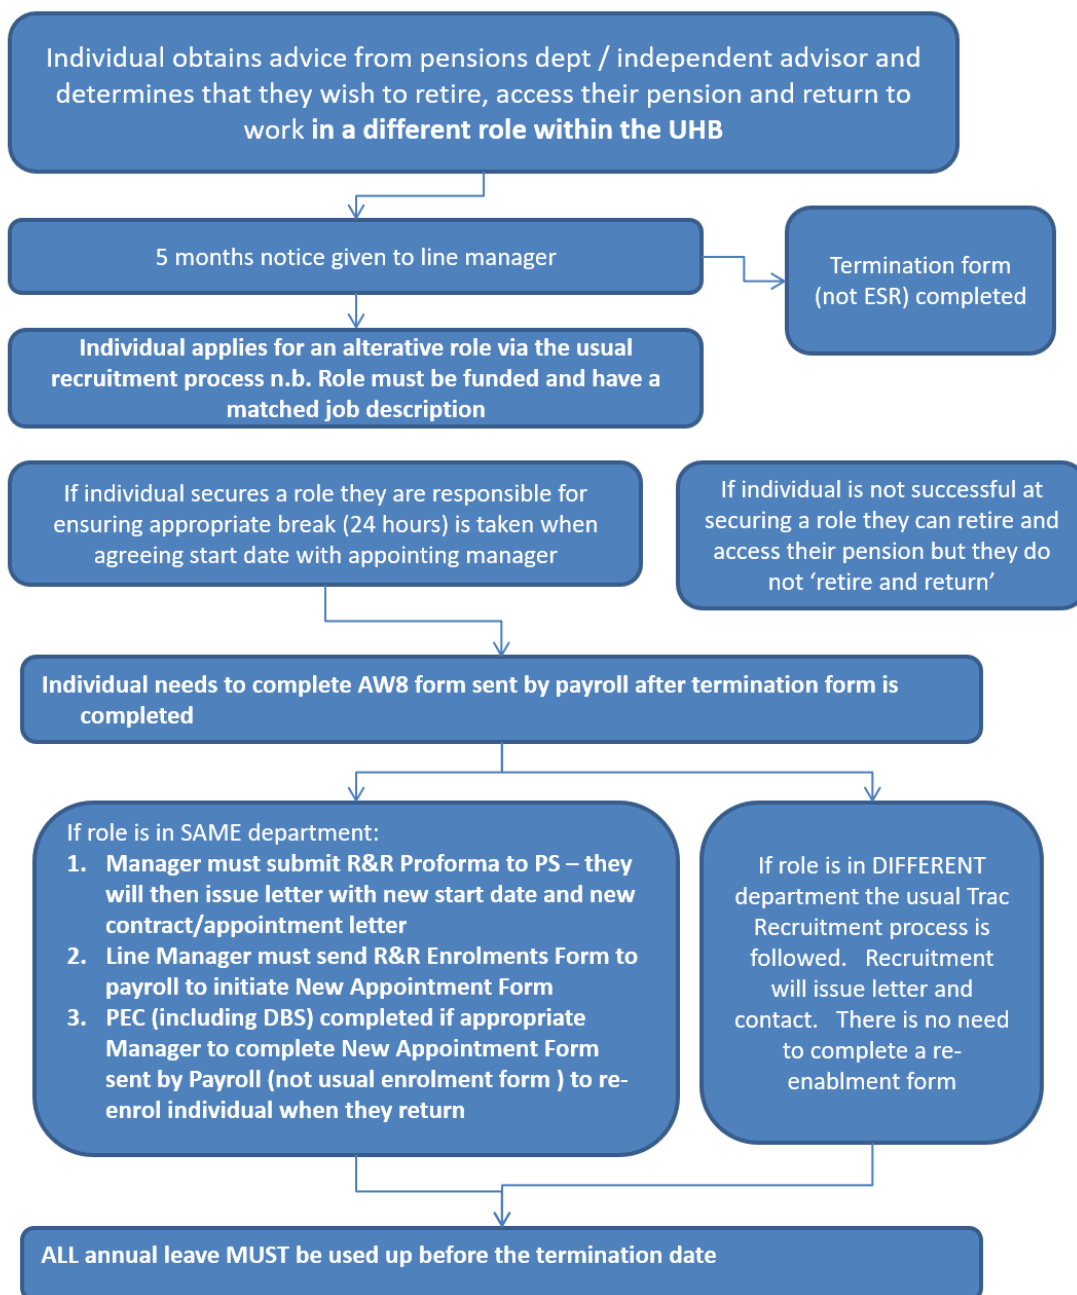 Individual obtains advice from pensions dept / independent advisor and
determines that they wish to retire, access their pension and return to
work in a different role within the UHB
5 months notice given to line manager
Termination form
(not ESR) completed
Individual applies for an alterative role via the usual
recruitment process n.b. Role must be funded and have a
matched job description
If individual secures a role they are responsible for
ensuring appropriate break (24 hours) is taken when
agreeing start date with appointing manager
If individual is not successful at
securing a role they can retire and
access their pension but they do
not ‘retire and return’
Individual needs to complete AW8 form sent by payroll after termination form is
completed
If role is in SAME department:
1. Manager must submit R&R Proforma to PS – they
will then issue letter with new start date and new
contract/appointment letter
2. Line Manager must send R&R Enrolments Form to
payroll to initiate New Appointment Form
3. PEC (including DBS) completed if appropriate
Manager to complete New Appointment Form
sent by Payroll (not usual enrolment form ) to re-
enrol individual when they return
If role is in DIFFERENT
department the usual Trac
Recruitment process is
followed. Recruitment
will issue letter and
contact. There is no need
to complete a re-
enablment form
ALL annual leave MUST be used up before the termination date